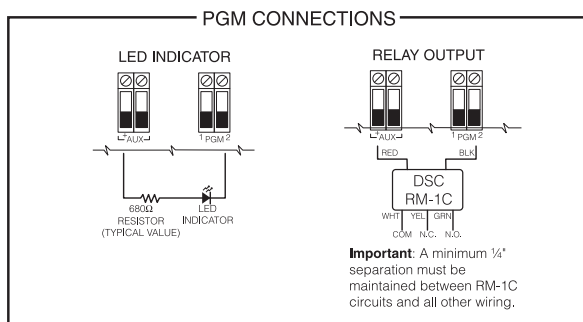 PGM CONNECTIONS
LED INDICATOR
+AUX-
1 PGM 2
680Ω
RESISTOR
(TYPICAL VALUE)
LED
INDICATOR
RELAY OUTPUT
+AUX-
1 PGM 2
RED
BLK
DSC
RM-1C
WHT YEL GRN
COM N.C. N.O.
Important: A minimum ¼"
separation must be
maintained between RM-1C
circuits and all other wiring.